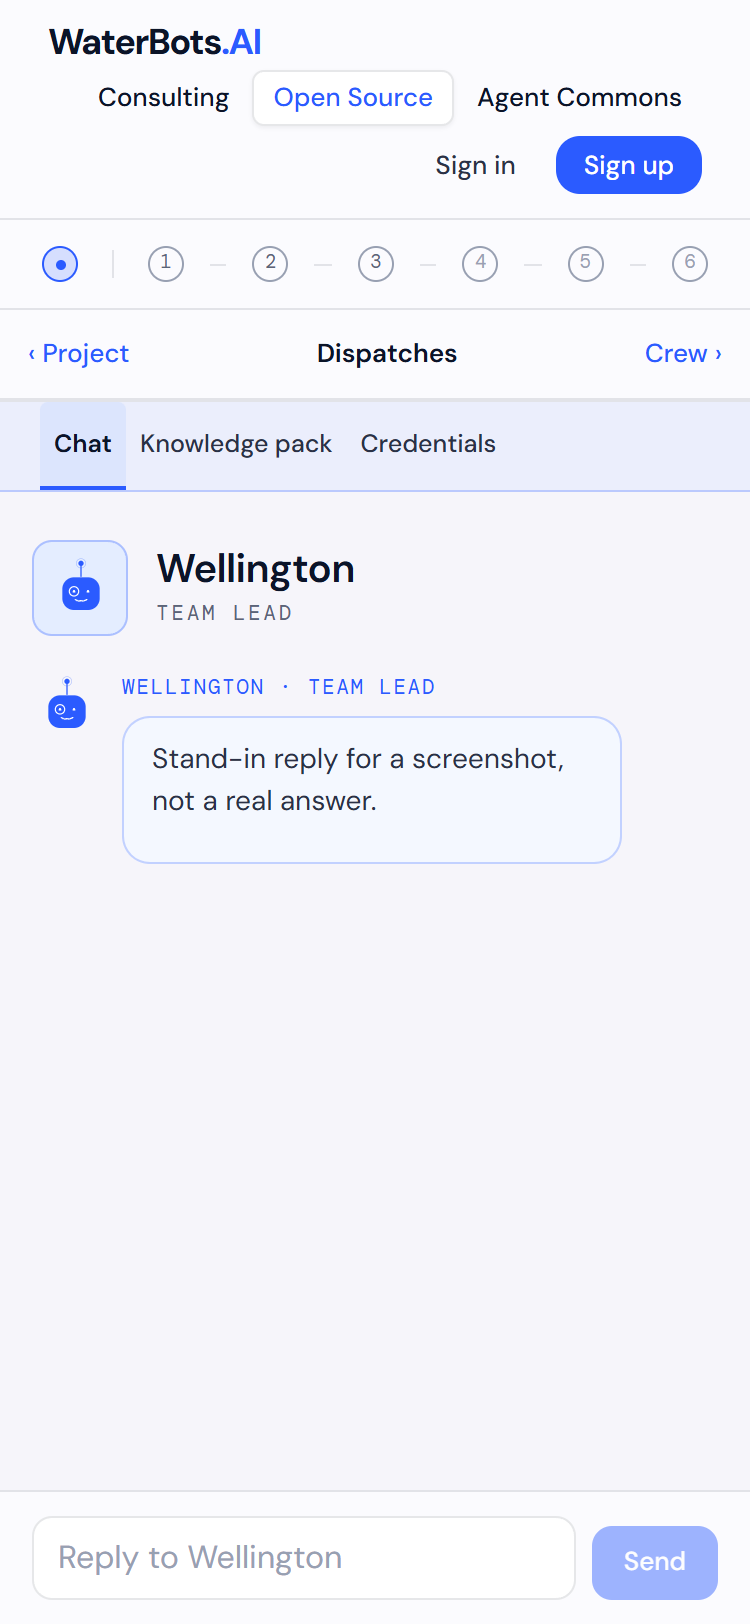 WaterBots.AI
Consulting Open Source Agent Commons
Sign in Sign up
1 2 3 4 5 6
‹ Project Dispatches Crew ›
Chat Knowledge pack Credentials
Wellington
TEAM LEAD
WELLINGTON · TEAM LEAD
Stand-in reply for a screenshot,
not a real answer.
Reply to Wellington Send